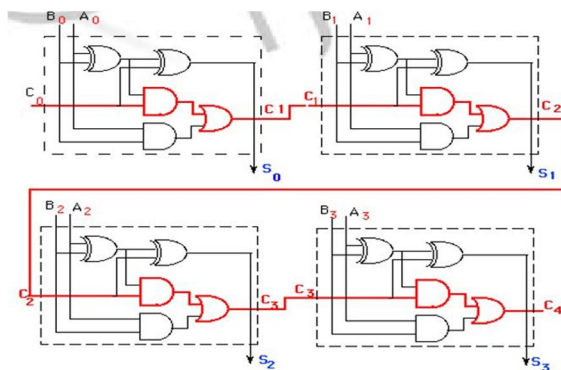 B0 A0 B1 A1
C0 C1 C1 C2
S0 S1
B2 A2 B3 A3
C2 C3 C3 C4
S2 S3